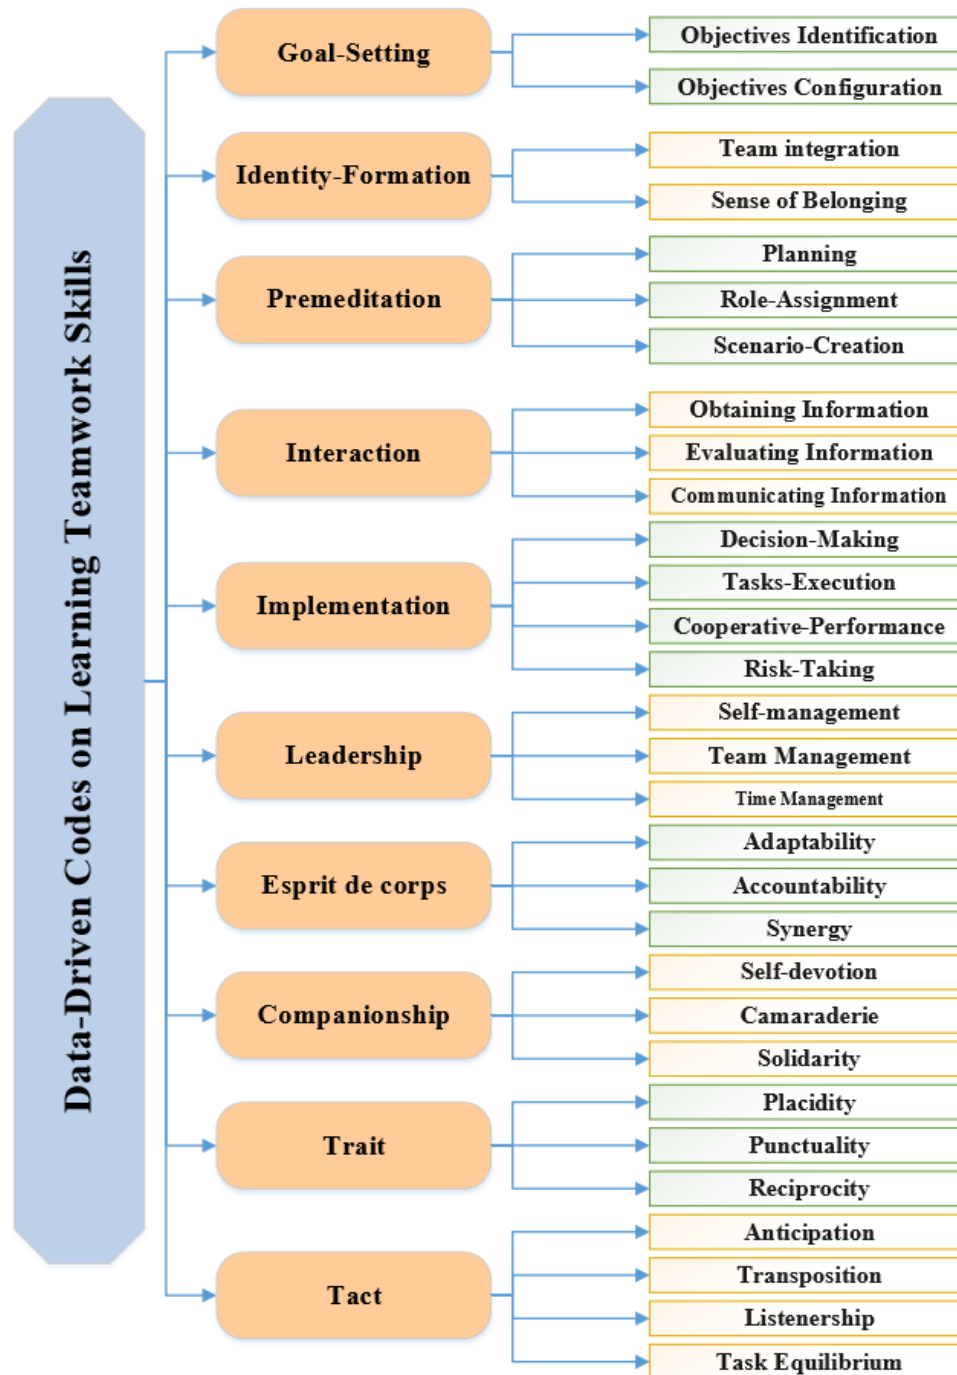 Data-Driven Codes on Learning Teamwork Skills
Goal-Setting
Objectives Identification
Objectives Configuration
Identity-Formation
Team integration
Sense of Belonging
Premeditation
Planning
Role-Assignment
Scenario-Creation
Interaction
Obtaining Information
Evaluating Information
Communicating Information
Implementation
Decision-Making
Tasks-Execution
Cooperative-Performance
Risk-Taking
Leadership
Self-management
Team Management
Time Management
Esprit de corps
Adaptability
Accountability
Synergy
Companionship
Self-devotion
Camaraderie
Solidarity
Trait
Placidity
Punctuality
Reciprocity
Tact
Anticipation
Transposition
Listenership
Task Equilibrium